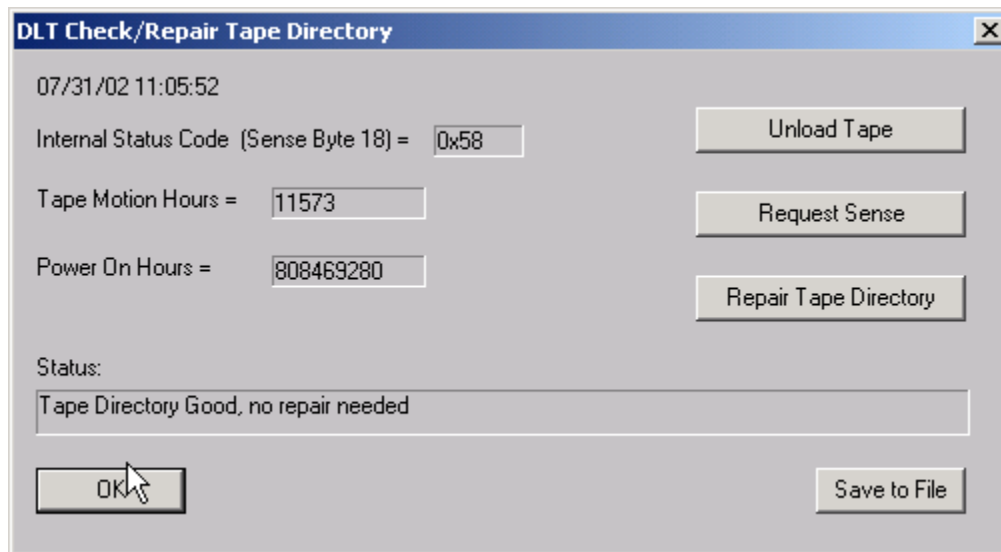 DLT Check/Repair Tape Directory
07/31/02 11:05:52
Internal Status Code (Sense Byte 18) = 0x58
Unload Tape
Tape Motion Hours = 11573
Request Sense
Power On Hours = 808469280
Repair Tape Directory
Status:
Tape Directory Good, no repair needed
OK
Save to File